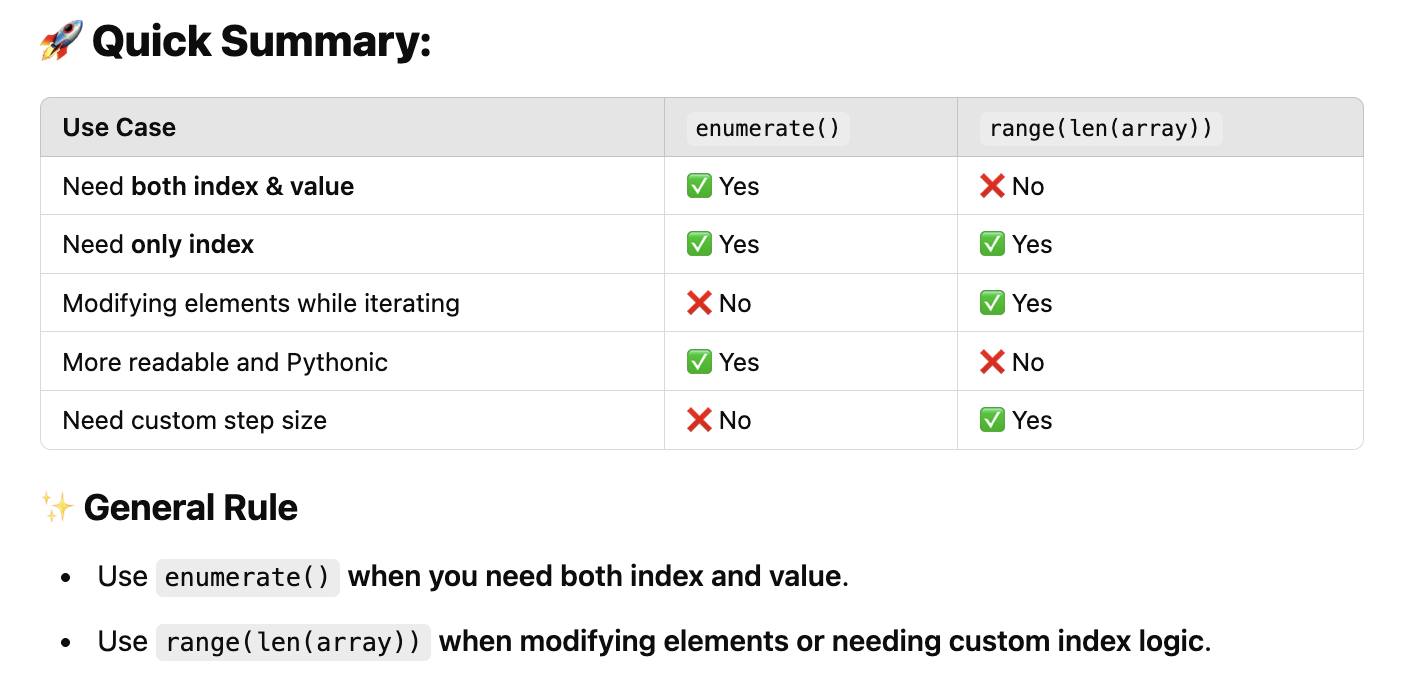 🚀 Quick Summary:
Use Case enumerate() range(len(array))
Need both index & value ✅ Yes ❌ No
Need only index ✅ Yes ✅ Yes
Modifying elements while iterating ❌ No ✅ Yes
More readable and Pythonic ✅ Yes ❌ No
Need custom step size ❌ No ✅ Yes
✨ General Rule
• Use enumerate() when you need both index and value.
• Use range(len(array)) when modifying elements or needing custom index logic.